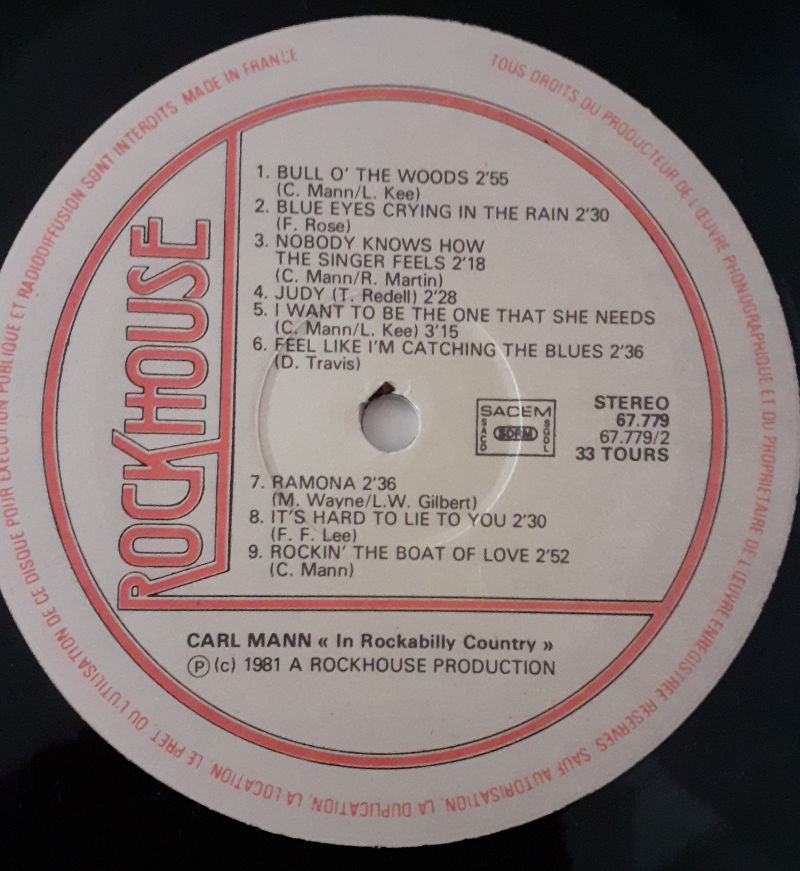 TOUS DROITS DU PRODUCTEUR DE L'ŒUVRE PHONOGRAPHIQUE ET DU PROPRIETAIRE DE L'ŒUVRE ENREGISTREE RESERVES. SAUF AUTORISATION, LA DUPLICATION, LA LOCATION, LE PRET, OU L'UTILISATION DE CE DISQUE POUR EXECUTION PUBLIQUE ET RADIODIFFUSION SONT INTERDITS MADE IN FRANCE
ROCKHOUSE
1. BULL O' THE WOODS 2'55
(C. Mann/L. Kee)
2. BLUE EYES CRYING IN THE RAIN 2'30
(F. Rose)
3. NOBODY KNOWS HOW
THE SINGER FEELS 2'18
(C. Mann/R. Martin)
4. JUDY (T. Redell) 2'28
5. I WANT TO BE THE ONE THAT SHE NEEDS
(C. Mann/L. Kee) 3'15
6. FEEL LIKE I'M CATCHING THE BLUES 2'36
(D. Travis)
SACEM
SACD
SDRM
SGDL
STEREO
67.779
67.779/2
33 TOURS
7. RAMONA 2'36
(M. Wayne/L.W. Gilbert)
8. IT'S HARD TO LIE TO YOU 2'30
(F. F. Lee)
9. ROCKIN' THE BOAT OF LOVE 2'52
(C. Mann)
CARL MANN « In Rockabilly Country »
Ⓟ (c) 1981 A ROCKHOUSE PRODUCTION